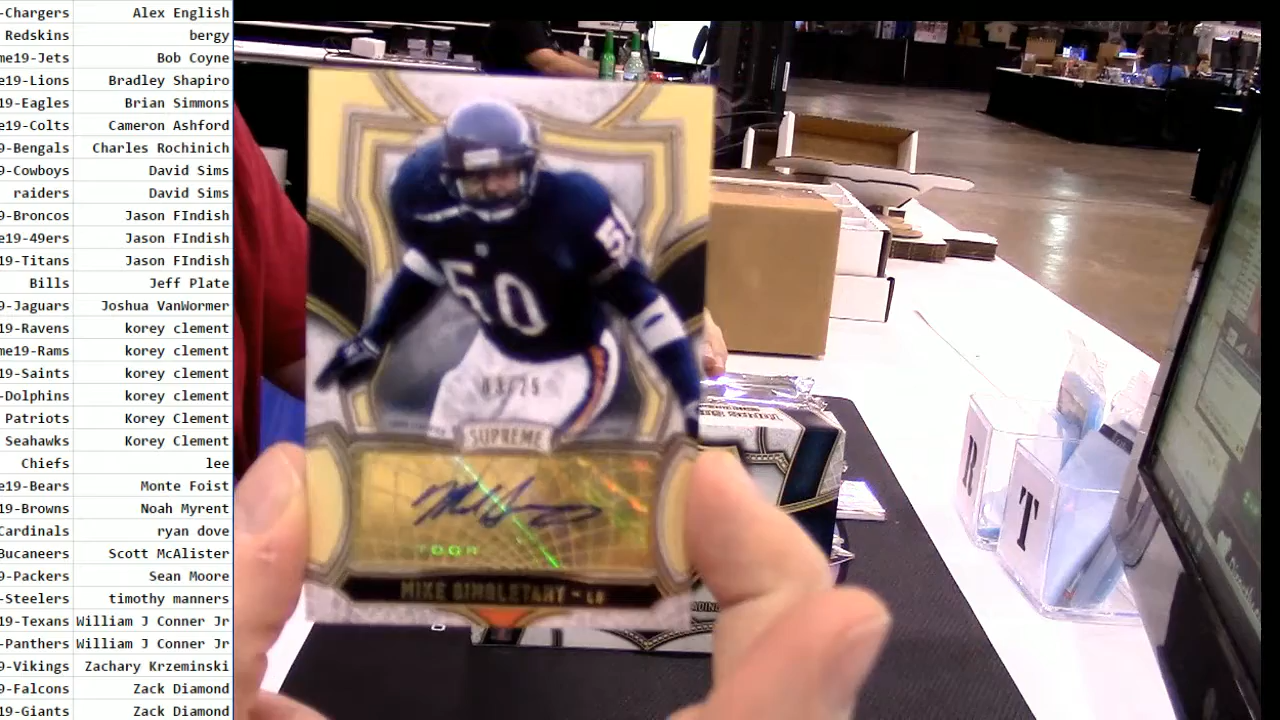 -Chargers Alex English
Redskins bergy
me19-Jets Bob Coyne
e19-Lions Bradley Shapiro
19-Eagles Brian Simmons
e19-Colts Cameron Ashford
9-Bengals Charles Rochinich
9-Cowboys David Sims
raiders David Sims
9-Broncos Jason FIndish
e19-49ers Jason FIndish
19-Titans Jason FIndish
Bills Jeff Plate
9-Jaguars Joshua VanWormer
19-Ravens korey clement
me19-Rams korey clement
19-Saints korey clement
-Dolphins korey clement
Patriots Korey Clement
Seahawks Korey Clement
Chiefs lee
e19-Bears Monte Foist
9-Browns Noah Myrent
Cardinals ryan dove
Bucaneers Scott McAlister
9-Packers Sean Moore
-Steelers timothy manners
19-Texans William J Conner Jr
-Panthers William J Conner Jr
9-Vikings Zachary Krzeminski
9-Falcons Zack Diamond
19-Giants Zack Diamond
50
50
03/25
SUPREME
MIKE SINGLETARY - LB
R
T